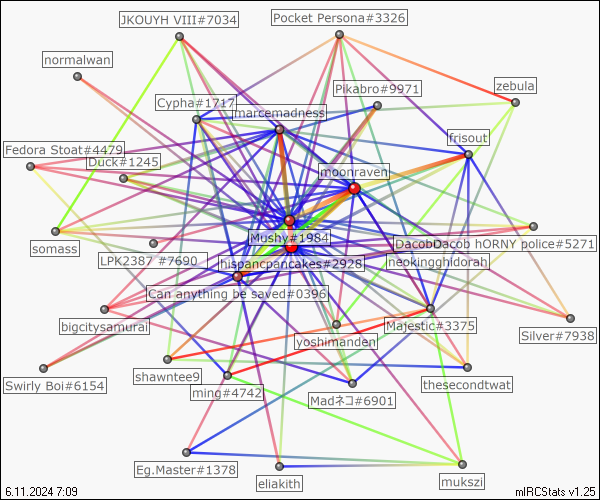 JKOUYH VIII#7034
Pocket Persona#3326
normalwan
Pikabro#9971
zebula
Cypha#1717
marcemadness
frisout
Fedora Stoat#4479
Duck#1245
moonraven
Mushy#1984
DacobDacob hORNY police#5271
somass
LPK2387 #7690
hispancpancakes#2928
neokingghidorah
Can anything be saved#0396
bigcitysamurai
Majestic#3375
yoshimanden
Silver#7938
Swirly Boi#6154
shawntee9
thesecondtwat
ming#4742
Madネコ#6901
Eg.Master#1378
eliakith
mukszi
6.11.2024 7:09
mIRCStats v1.25